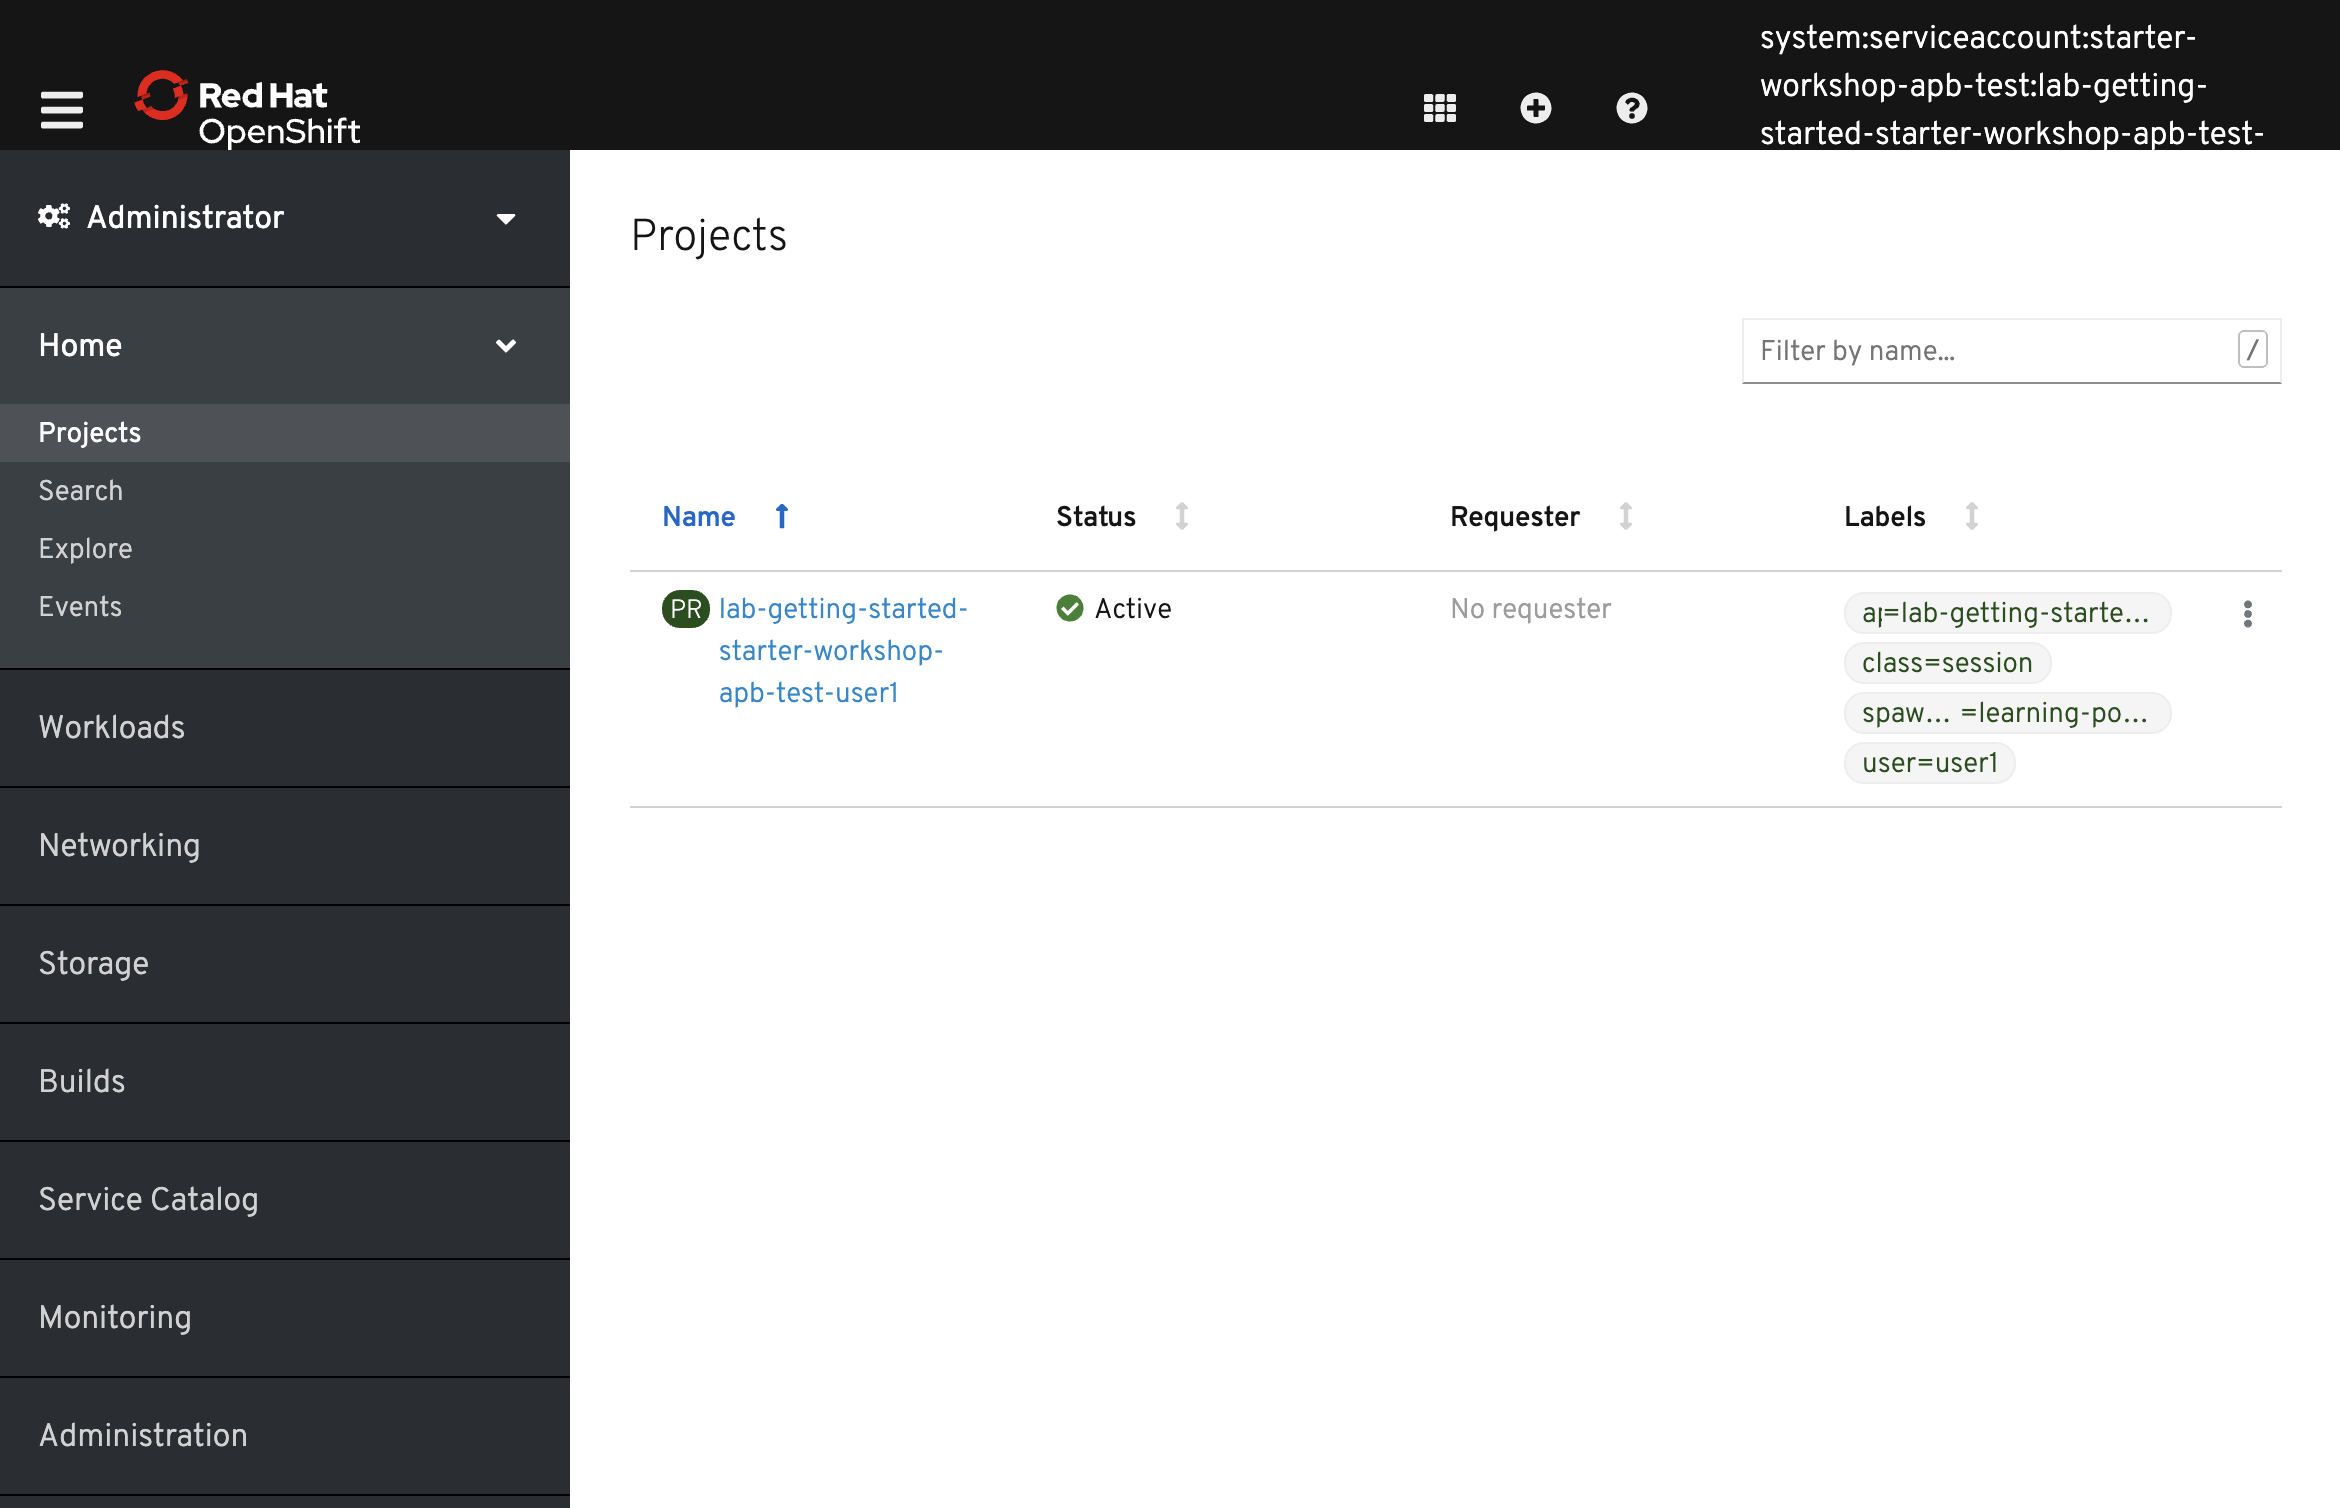 system:serviceaccount:starter-
workshop-apb-test:lab-getting-
started-starter-workshop-apb-test-
Red Hat
OpenShift
Administrator
Home
Projects
Search
Explore
Events
Workloads
Networking
Storage
Builds
Service Catalog
Monitoring
Administration
Projects
Filter by name...
/
Name
Status
Requester
Labels
PR lab-getting-started-
starter-workshop-
apb-test-user1
Active
No requester
=lab-getting-starte...
class=session
spaw... =learning-po...
user=user1